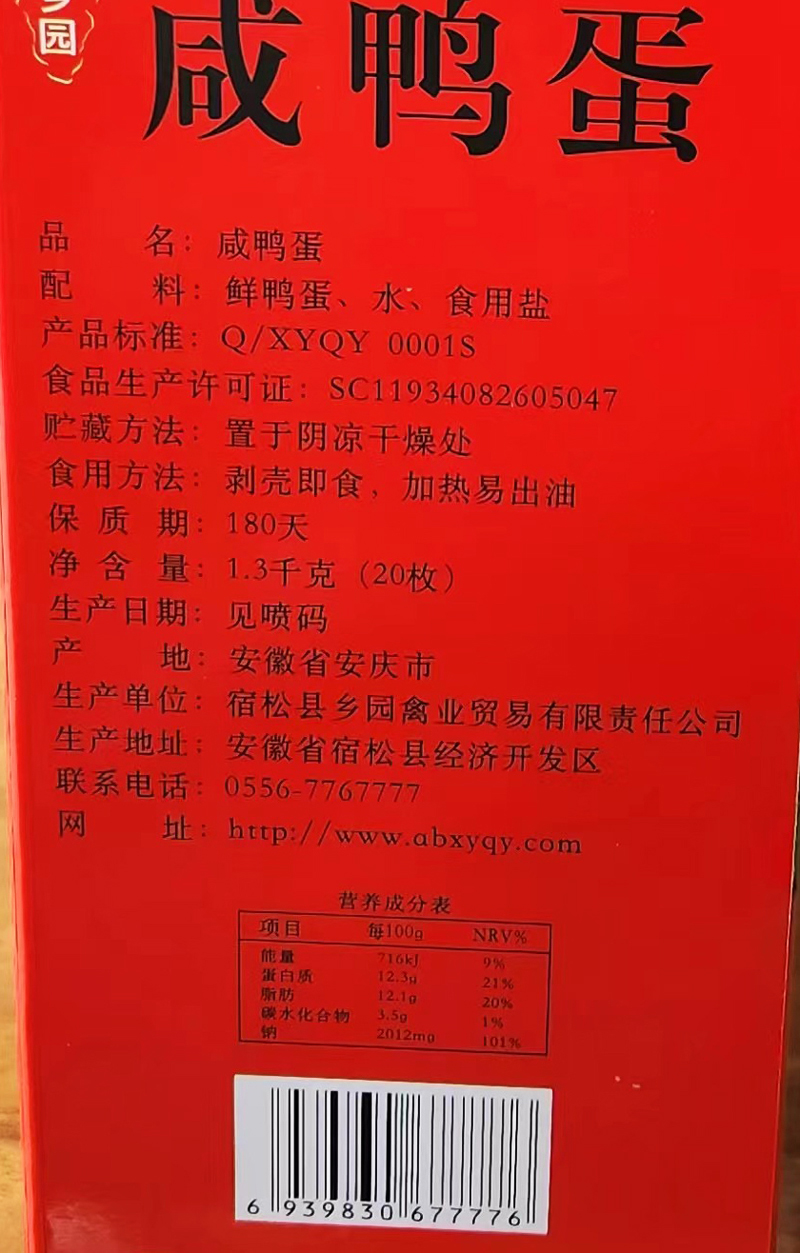 园
咸鸭蛋
品 名：咸鸭蛋
配 料：鲜鸭蛋、水、食用盐
产品标准：Q/XYQY 0001S
食品生产许可证：SC11934082605047
贮藏方法：置于阴凉干燥处
食用方法：剥壳即食，加热易出油
保 质 期：180天
净 含 量：1.3千克（20枚）
生产日期：见喷码
产 地：安徽省安庆市
生产单位：宿松县乡园禽业贸易有限责任公司
生产地址：安徽省宿松县经济开发区
联系电话：0556-7767777
网 址：http://www.abxyqy.com
营养成分表
项目 每100g NRV%
能量 716kJ 9%
蛋白质 12.3g 21%
脂肪 12.1g 20%
碳水化合物 3.5g 1%
钠 2012mg 101%
6 939830 677776